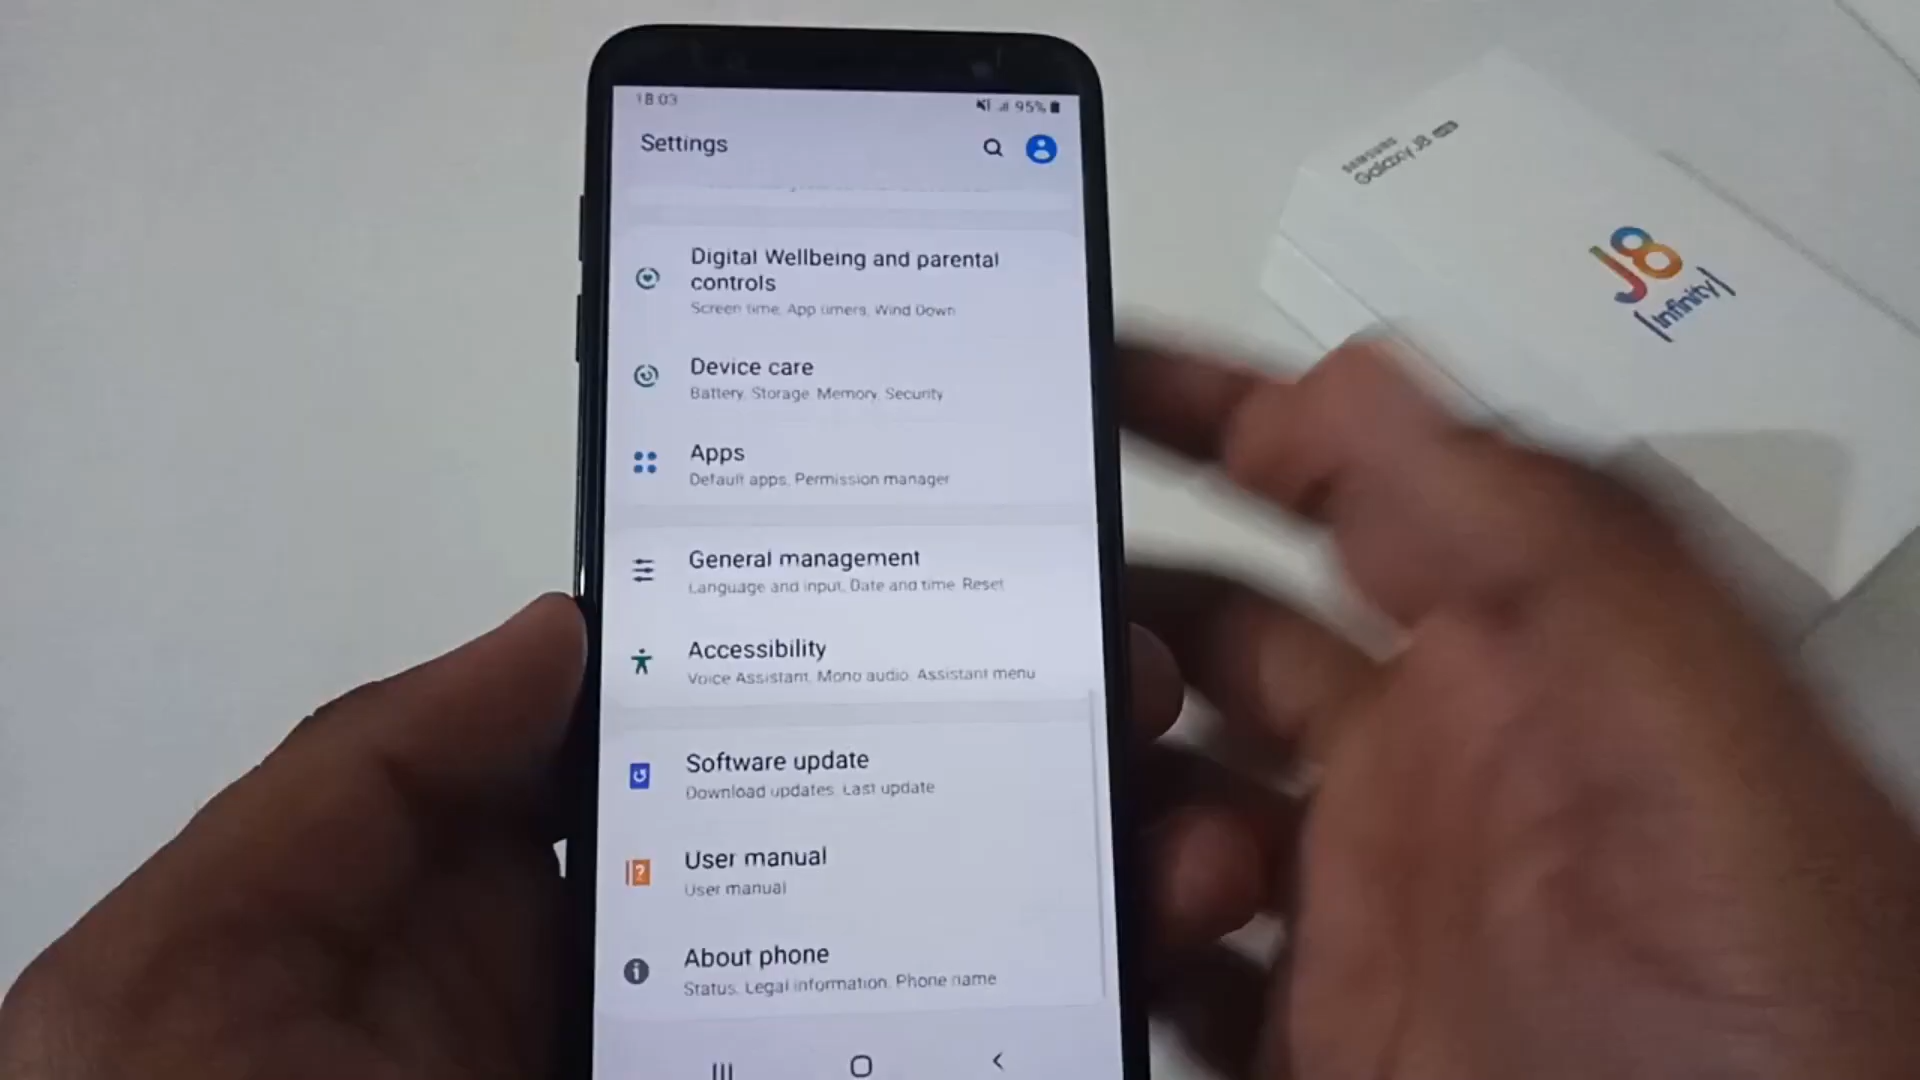 18:03
95%
Settings
Digital Wellbeing and parental
controls
Screen time, App timers, Wind Down
Device care
Battery, Storage, Memory, Security
Apps
Default apps, Permission manager
General management
Language and input, Date and time, Reset
Accessibility
Voice Assistant, Mono audio, Assistant menu
Software update
Download updates, Last update
User manual
User manual
About phone
Status, Legal information, Phone name
SAMSUNG
Galaxy J8
J8
Infinity